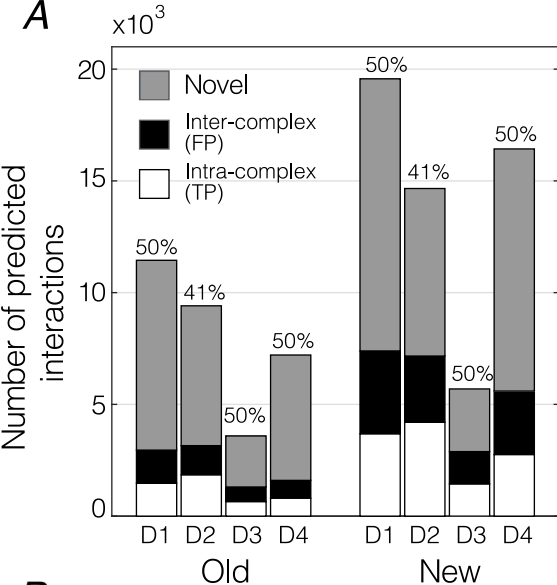 A
x10³
Number of predicted
interactions
20
15
10
5
0
Novel
Inter-complex
(FP)
Intra-complex
(TP)
50%
41%
50%
50%
50%
41%
50%
50%
D1 D2 D3 D4 D1 D2 D3 D4
Old New